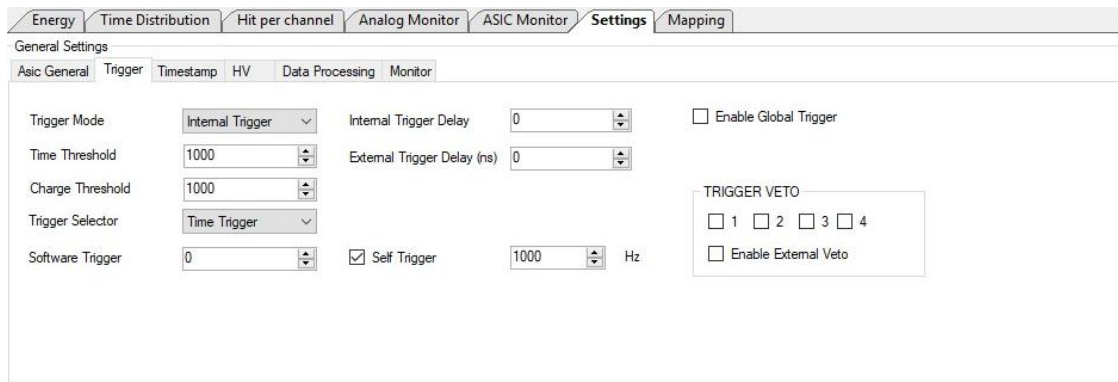 Energy Time Distribution Hit per channel Analog Monitor ASIC Monitor Settings Mapping
General Settings
Asic General Trigger Timestamp HV Data Processing Monitor
Trigger Mode Internal Trigger Internal Trigger Delay 0 Enable Global Trigger
Time Threshold 1000 External Trigger Delay (ns) 0
Charge Threshold 1000 TRIGGER VETO
Trigger Selector Time Trigger 1 2 3 4
Software Trigger 0 Self Trigger 1000 Hz Enable External Veto